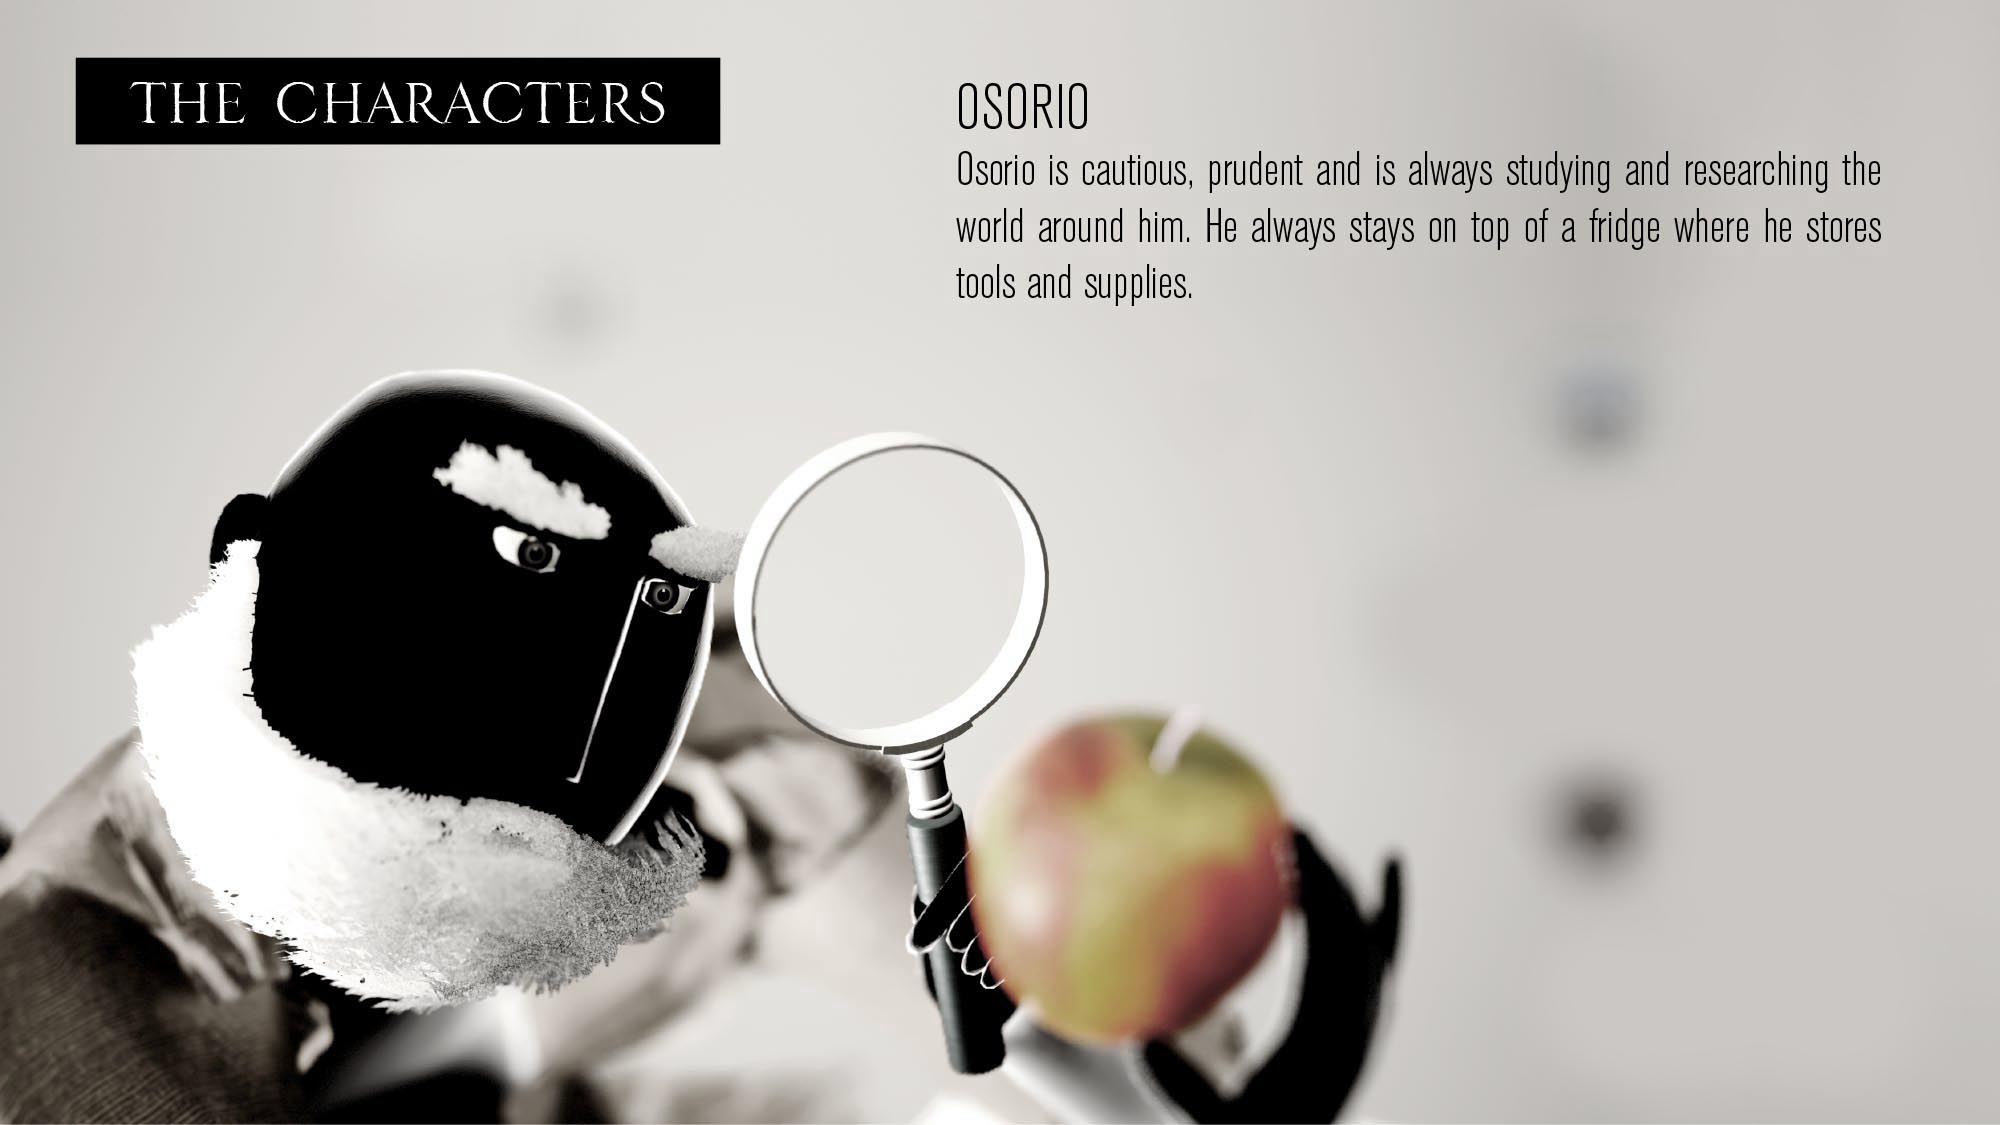 THE CHARACTERS
OSORIO
Osorio is cautious, prudent and is always studying and researching the
world around him. He always stays on top of a fridge where he stores
tools and supplies.